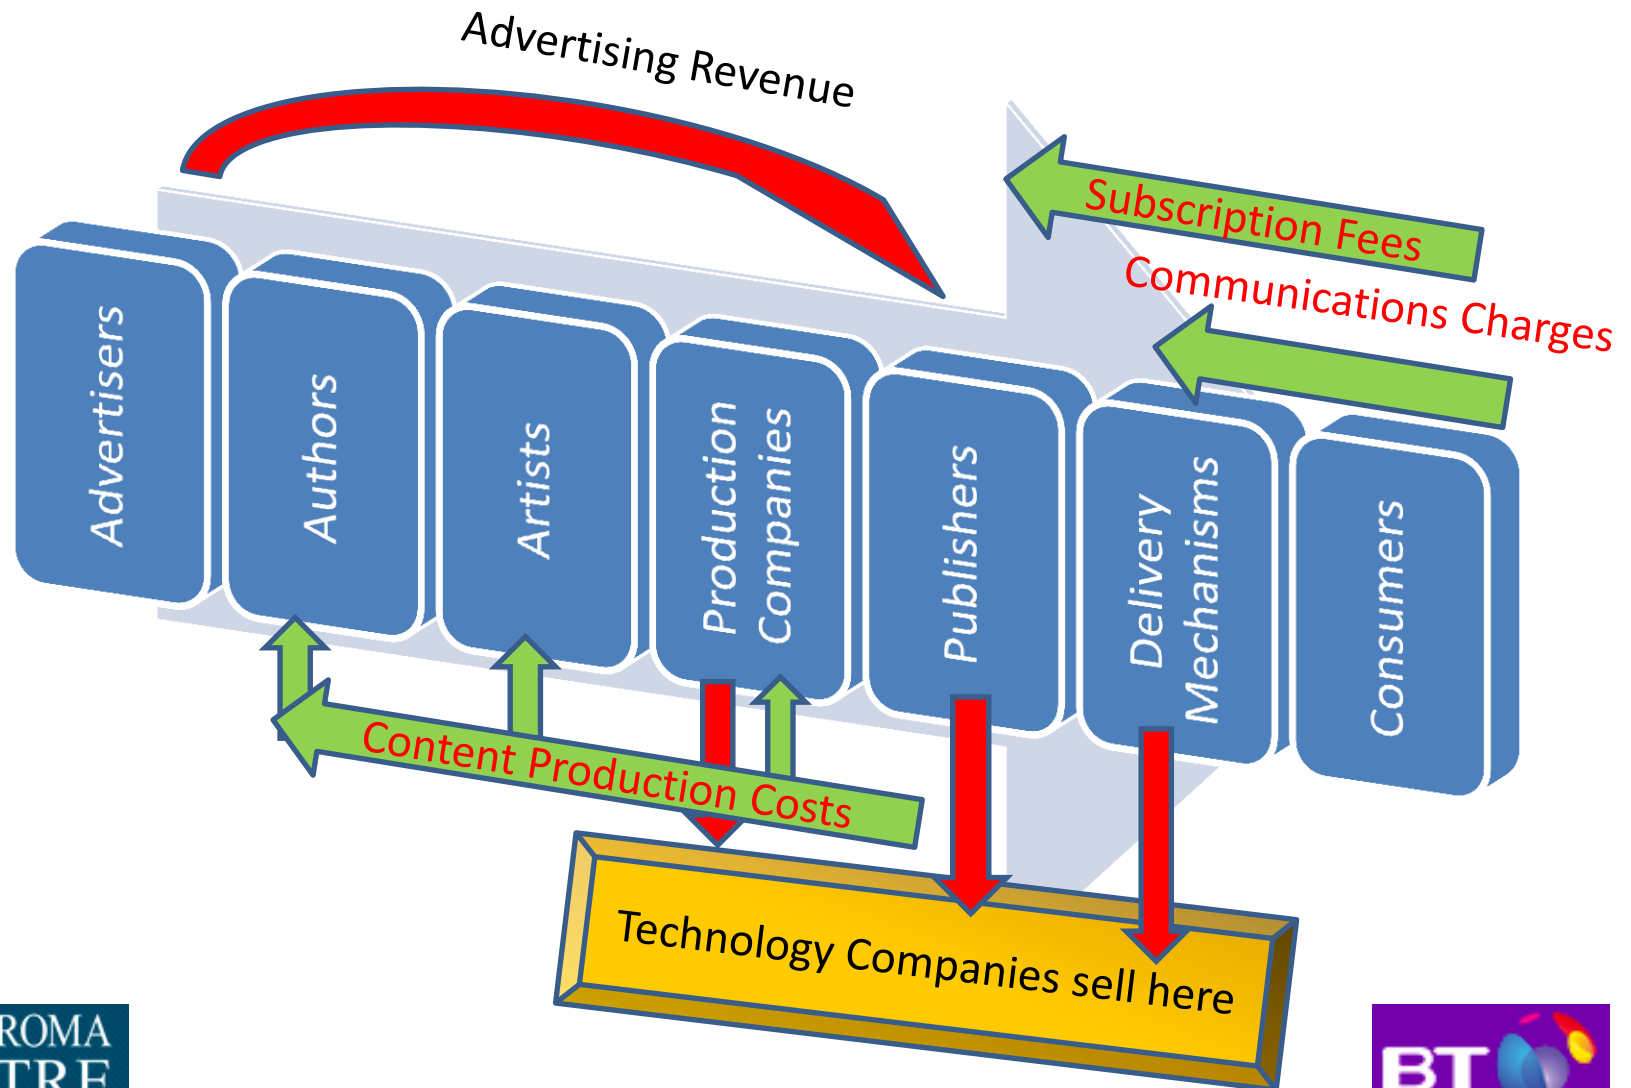 Advertising Revenue
Subscription Fees
Communications Charges
Advertisers
Authors
Artists
Production
Companies
Publishers
Delivery
Mechanisms
Consumers
Content Production Costs
Technology Companies sell here
ROMA
TRE
BT